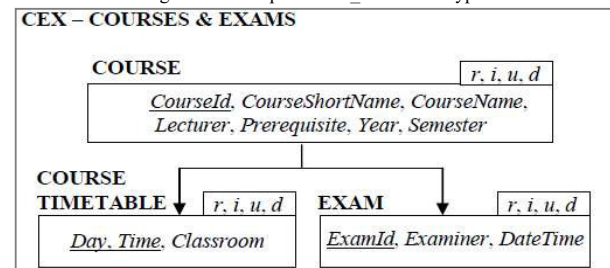 CEX – COURSES & EXAMS
COURSE
r, i, u, d
CourseId, CourseShortName, CourseName,
Lecturer, Prerequisite, Year, Semester
COURSE
TIMETABLE
r, i, u, d
EXAM
r, i, u, d
Day, Time, Classroom
ExamId, Examiner, DateTime